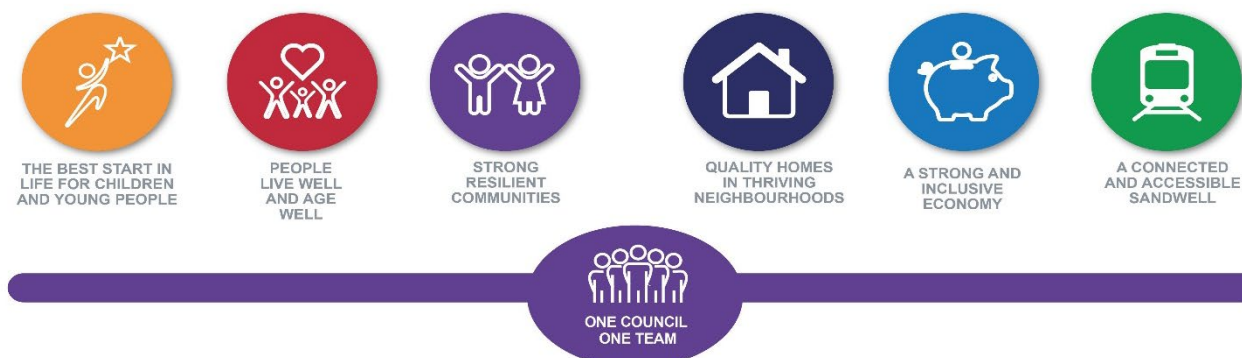 THE BEST START IN
LIFE FOR CHILDREN
AND YOUNG PEOPLE
PEOPLE
LIVE WELL
AND AGE
WELL
STRONG
RESILIENT
COMMUNITIES
QUALITY HOMES
IN THRIVING
NEIGHBOURHOODS
A STRONG AND
INCLUSIVE
ECONOMY
A CONNECTED
AND ACCESSIBLE
SANDWELL
ONE COUNCIL
ONE TEAM